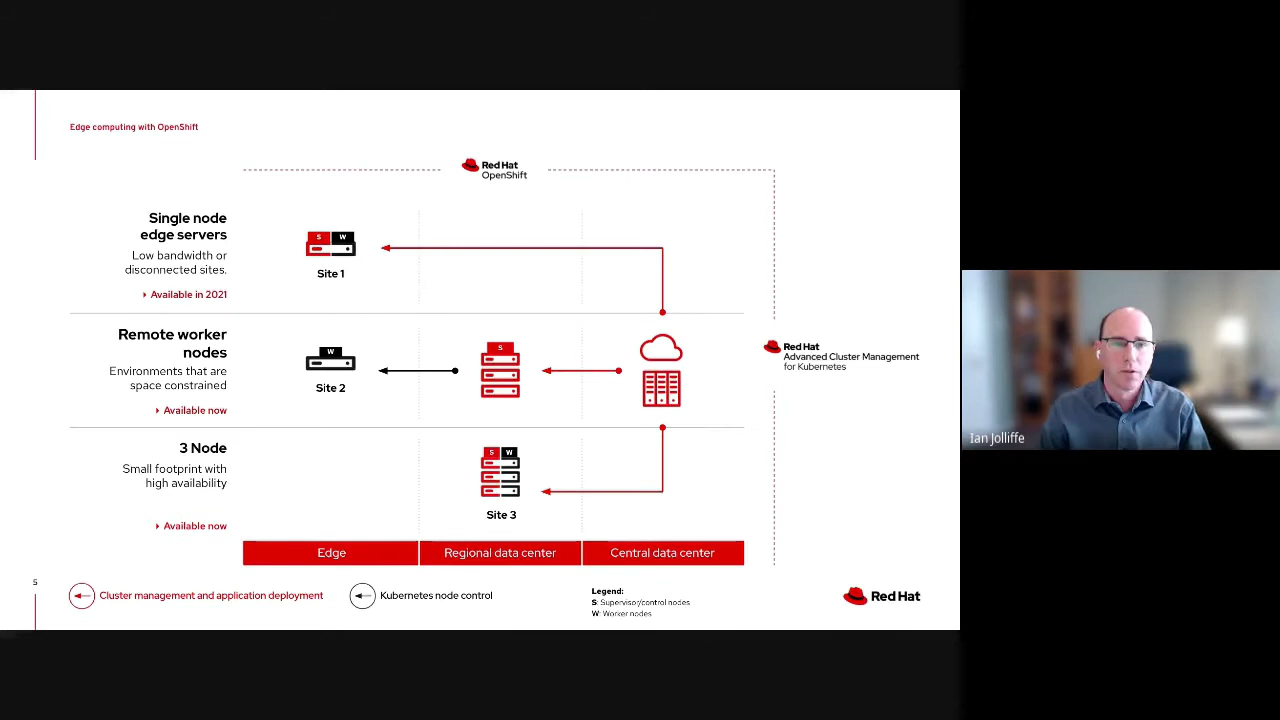 Edge computing with OpenShift
Red Hat
OpenShift
Single node
edge servers
Low bandwidth or
disconnected sites.
Available in 2021
S W
Site 1
Remote worker
nodes
Environments that are
space constrained
Available now
W
Site 2
S
Red Hat
Advanced Cluster Management
for Kubernetes
3 Node
Small footprint with
high availability
Available now
S W
Site 3
Edge
Regional data center
Central data center
5
Cluster management and application deployment
Kubernetes node control
Legend:
S: Supervisor/control nodes
W: Worker nodes
Red Hat
Ian Jolliffe